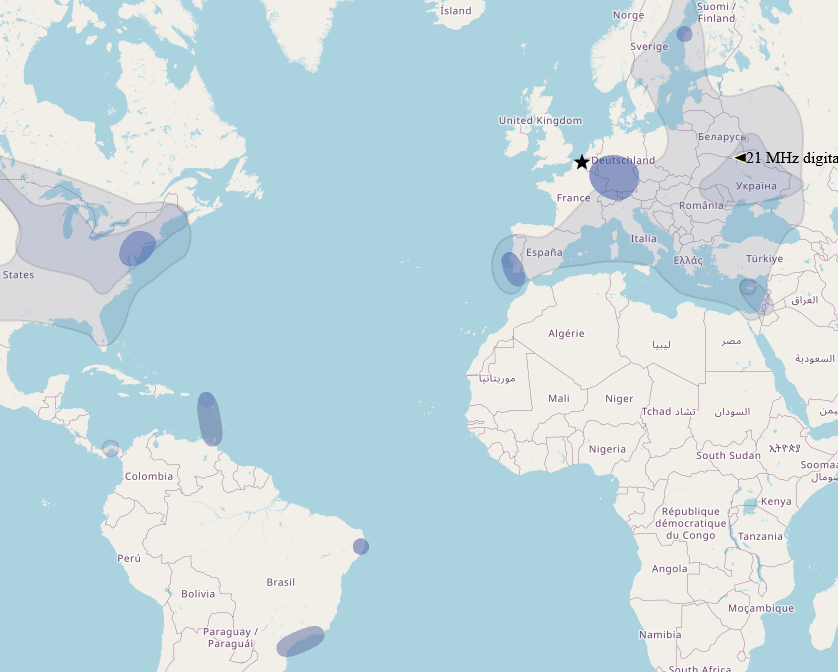 Ísland
Norge
Suomi /
Finland
Sverige
United Kingdom
Беларусь
Deutschland
21 MHz digita
Україна
France
România
Italia
España
Ελλάς
Türkiye
States
العراق
Algérie
ليبيا
مصر
السعودية
موريتانيا
Mali
Niger
Tchad تشاد
السودان
يمن
Nigeria
South Sudan
ኢትዮጵያ
Soomaa
Colombia
Kenya
République
démocratique
du Congo
Tanzania
Perú
Angola
Brasil
Bolivia
Moçambique
Paraguay /
Paraguái
Namibia
South Africa